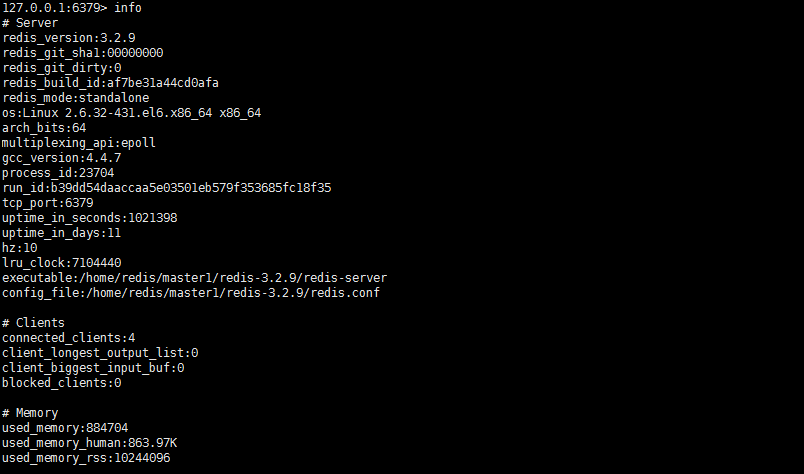 127.0.0.1:6379> info
# Server
redis_version:3.2.9
redis_git_sha1:00000000
redis_git_dirty:0
redis_build_id:af7be31a44cd0afa
redis_mode:standalone
os:Linux 2.6.32-431.el6.x86_64 x86_64
arch_bits:64
multiplexing_api:epoll
gcc_version:4.4.7
process_id:23704
run_id:b39dd54daaccaa5e03501eb579f353685fc18f35
tcp_port:6379
uptime_in_seconds:1021398
uptime_in_days:11
hz:10
lru_clock:7104440
executable:/home/redis/master1/redis-3.2.9/redis-server
config_file:/home/redis/master1/redis-3.2.9/redis.conf
# Clients
connected_clients:4
client_longest_output_list:0
client_biggest_input_buf:0
blocked_clients:0
# Memory
used_memory:884704
used_memory_human:863.97K
used_memory_rss:10244096